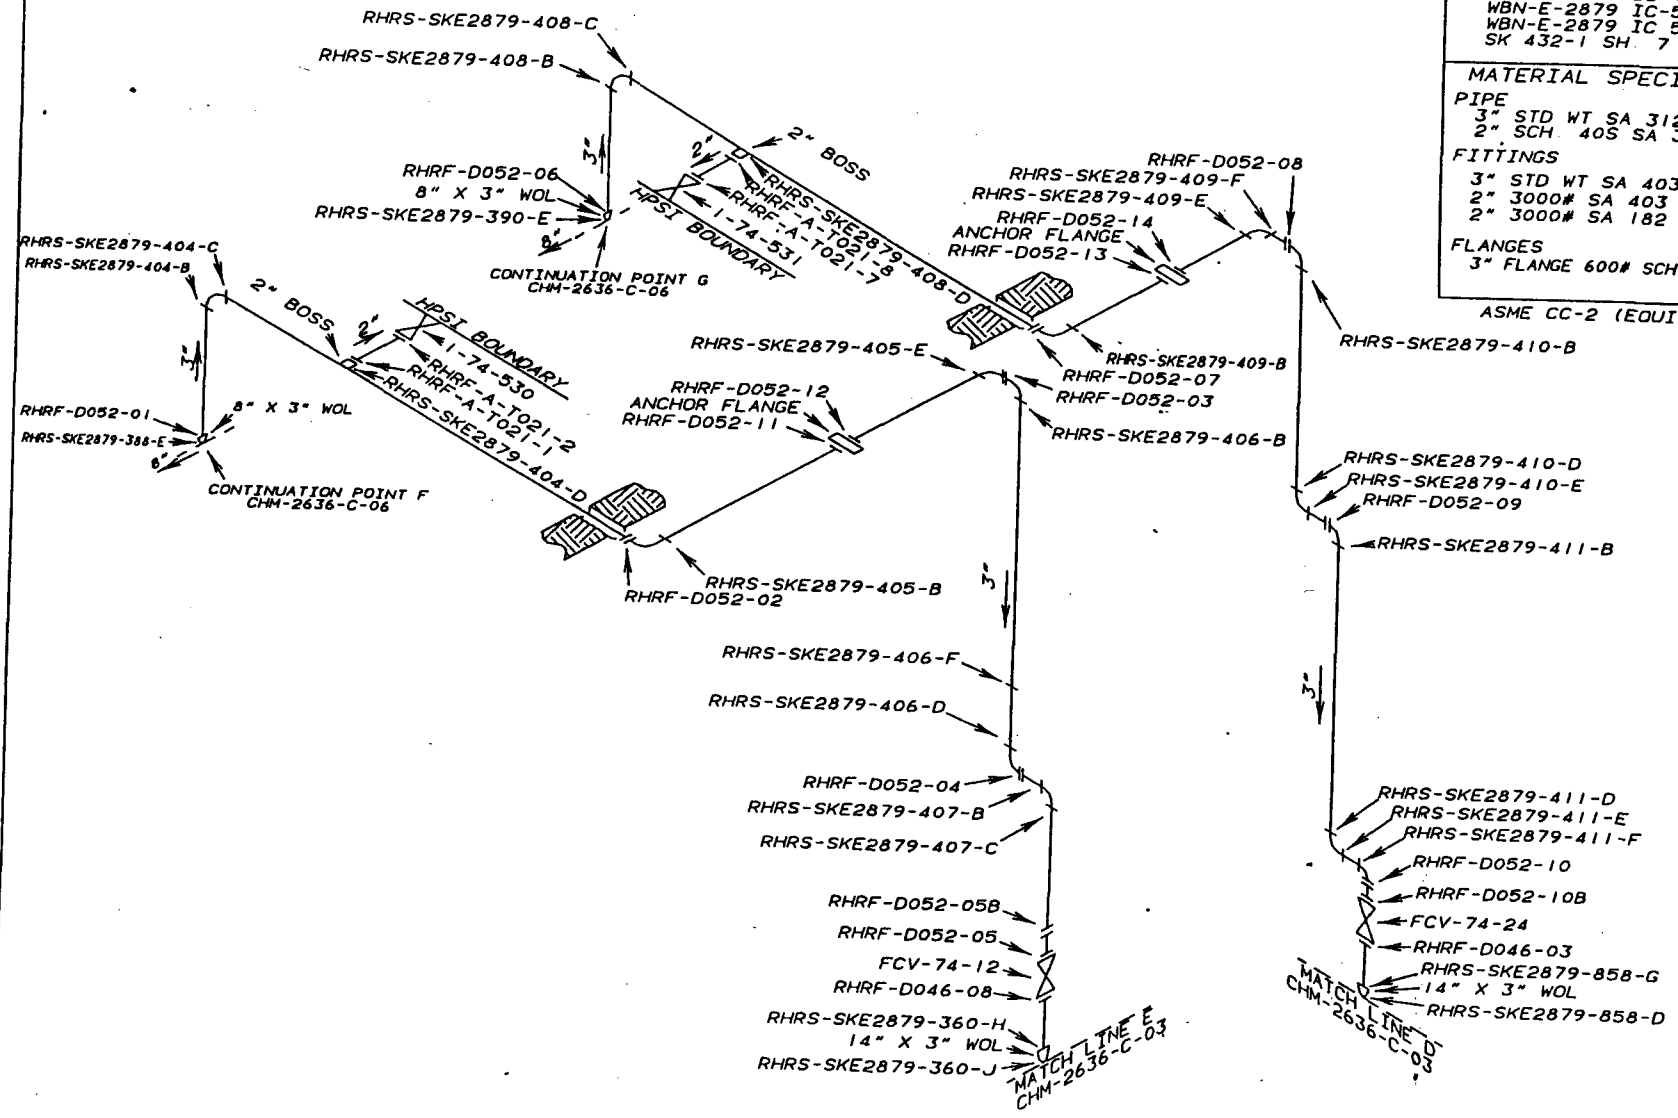 WBN-E-2879 IC-5
WBN-E-2879 IC 5
SK 432-1 SH. 7
MATERIAL SPECI
PIPE
3" STD WT SA 312
2" SCH. 40S SA 3
FITTINGS
3" STD WT SA 403
2" 3000# SA 403
2" 3000# SA 182
FLANGES
3" FLANGE 600# SCH
ASME CC-2 (EQUI
RHRS-SKE2879-408-C
RHRS-SKE2879-408-B
3"
RHRF-D052-06
8" X 3" WOL
RHRS-SKE2879-390-E
8"
CONTINUATION POINT G
CHM-2636-C-06
2" BOSS
2"
RHRS-SKE2879-408-D
RHRF-A-T021-8
RHRF-A-T021-7
1-74-531
HPSI BOUNDARY
RHRF-D052-08
RHRS-SKE2879-409-F
RHRS-SKE2879-409-E
RHRF-D052-14
ANCHOR FLANGE
RHRF-D052-13
RHRS-SKE2879-409-B
RHRF-D052-07
RHRS-SKE2879-410-B
RHRS-SKE2879-404-C
RHRS-SKE2879-404-B
3"
2" BOSS
2"
HPSI BOUNDARY
1-74-530
RHRF-A-T021-2
RHRF-A-T021-1
RHRS-SKE2879-404-D
RHRF-D052-01
8" X 3" WOL
RHRS-SKE2879-388-E
8"
CONTINUATION POINT F
CHM-2636-C-06
RHRS-SKE2879-405-E
RHRF-D052-12
ANCHOR FLANGE
RHRF-D052-11
RHRF-D052-03
RHRS-SKE2879-406-B
RHRS-SKE2879-405-B
RHRF-D052-02
3"
RHRS-SKE2879-406-F
RHRS-SKE2879-406-D
RHRF-D052-04
RHRS-SKE2879-407-B
RHRS-SKE2879-407-C
RHRF-D052-05B
RHRF-D052-05
FCV-74-12
RHRF-D046-08
RHRS-SKE2879-360-H
14" X 3" WOL
RHRS-SKE2879-360-J
MATCH LINE E
CHM-2636-C-03
RHRS-SKE2879-410-D
RHRS-SKE2879-410-E
RHRF-D052-09
RHRS-SKE2879-411-B
3"
RHRS-SKE2879-411-D
RHRS-SKE2879-411-E
RHRS-SKE2879-411-F
RHRF-D052-10
RHRF-D052-10B
FCV-74-24
RHRF-D046-03
RHRS-SKE2879-858-G
14" X 3" WOL
RHRS-SKE2879-858-D
MATCH LINE D
CHM-2636-C-03